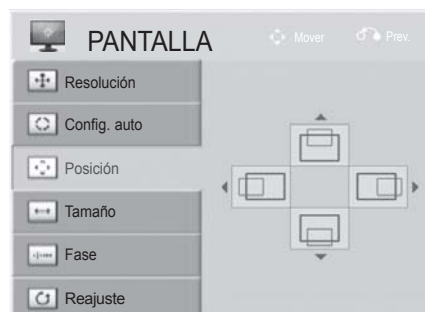 PANTALLA
Mover
Prev.
Resolución
Config. auto
Posición
Tamaño
Fase
Reajuste